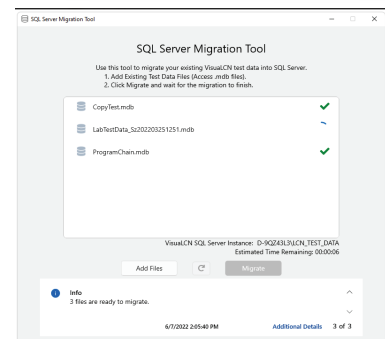 SQL Server Migration Tool
SQL Server Migration Tool
Use this tool to migrate your existing VisualLCN test data into SQL Server.
1. Add Existing Test Data Files (Access .mdb files).
2. Click Migrate and wait for the migration to finish.
CopyTest.mdb
LabTestData_Sz202203251251.mdb
ProgramChain.mdb
VisuaLCN SQL Server Instance: D-9QZ43L3\LCN_TEST_DATA
Estimated Time Remaining: 00:00:06
Add Files
Migrate
Info
3 files are ready to migrate.
6/7/2022 2:05:40 PM
Additional Details
3 of 3